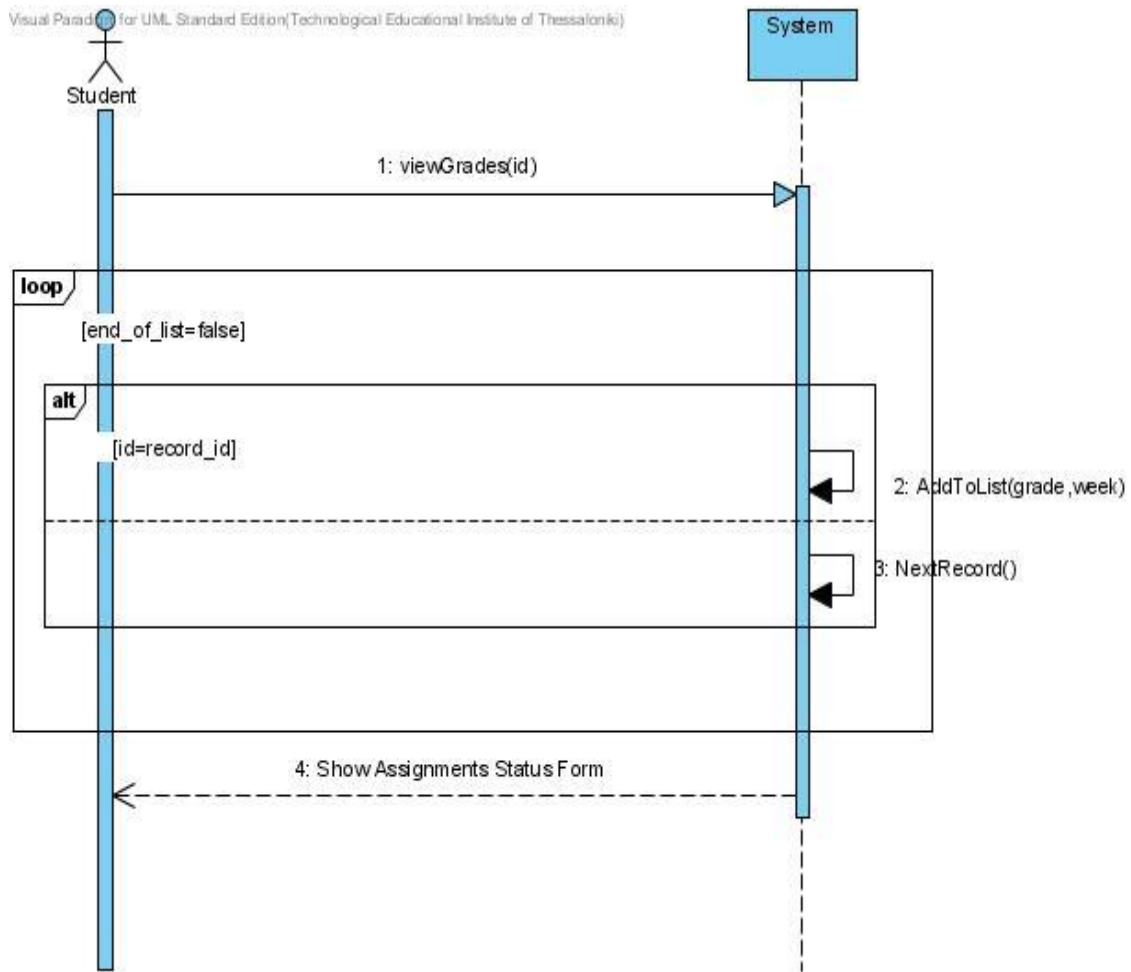 Visual Paradigm for UML Standard Edition(Technological Educational Institute of Thessaloniki)
System
Student
1: viewGrades(id)
loop
[end_of_list=false]
alt
[id=record_id]
2: AddToList(grade,week)
3: NextRecord()
4: Show Assignments Status Form